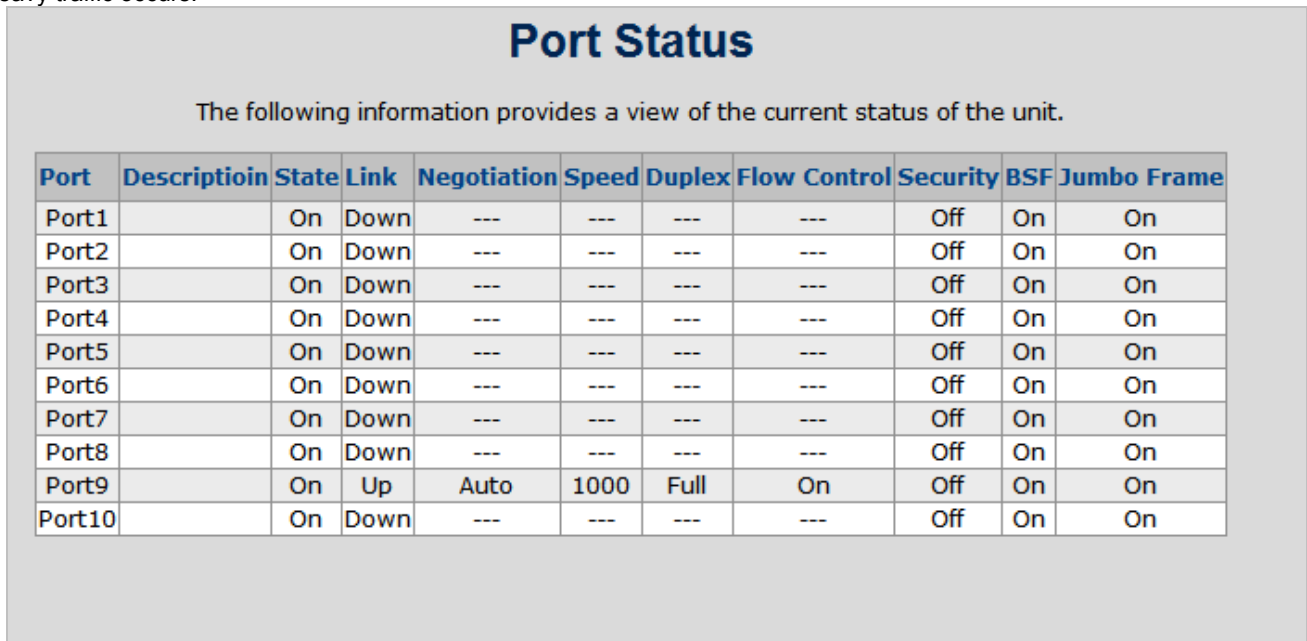 traffic occurs.
Port Status
The following information provides a view of the current status of the unit.
Port Descriptioin State Link Negotiation Speed Duplex Flow Control Security BSF Jumbo Frame
Port1 On Down --- --- --- --- Off On On
Port2 On Down --- --- --- --- Off On On
Port3 On Down --- --- --- --- Off On On
Port4 On Down --- --- --- --- Off On On
Port5 On Down --- --- --- --- Off On On
Port6 On Down --- --- --- --- Off On On
Port7 On Down --- --- --- --- Off On On
Port8 On Down --- --- --- --- Off On On
Port9 On Up Auto 1000 Full On Off On On
Port10 On Down --- --- --- --- Off On On